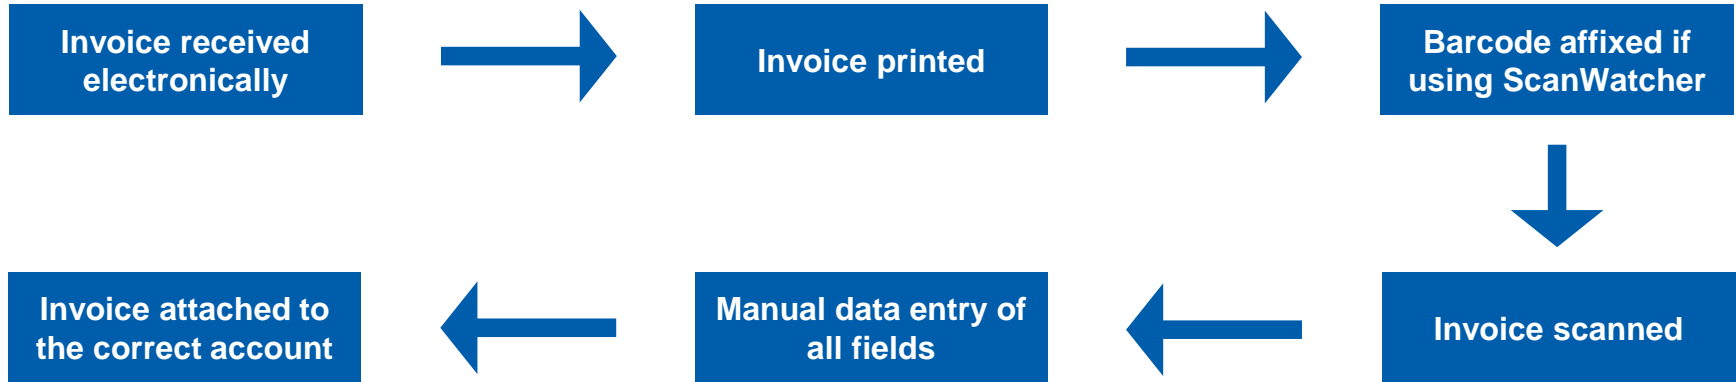 Invoice received
electronically
Invoice printed
Barcode affixed if
using ScanWatcher
Invoice scanned
Manual data entry of
all fields
Invoice attached to
the correct account